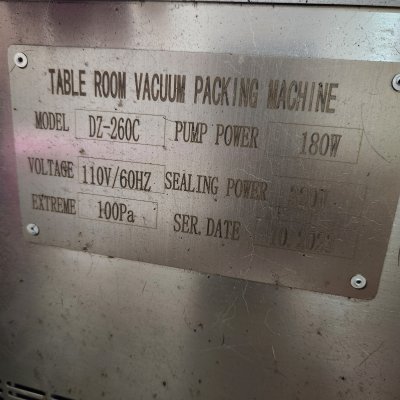 TABLE ROOM VACUUM PACKING MACHINE
MODEL DZ-260C PUMP POWER 180W
VOLTAGE 110V/60HZ SEALING POWER
EXTREME 100Pa SER.DATE